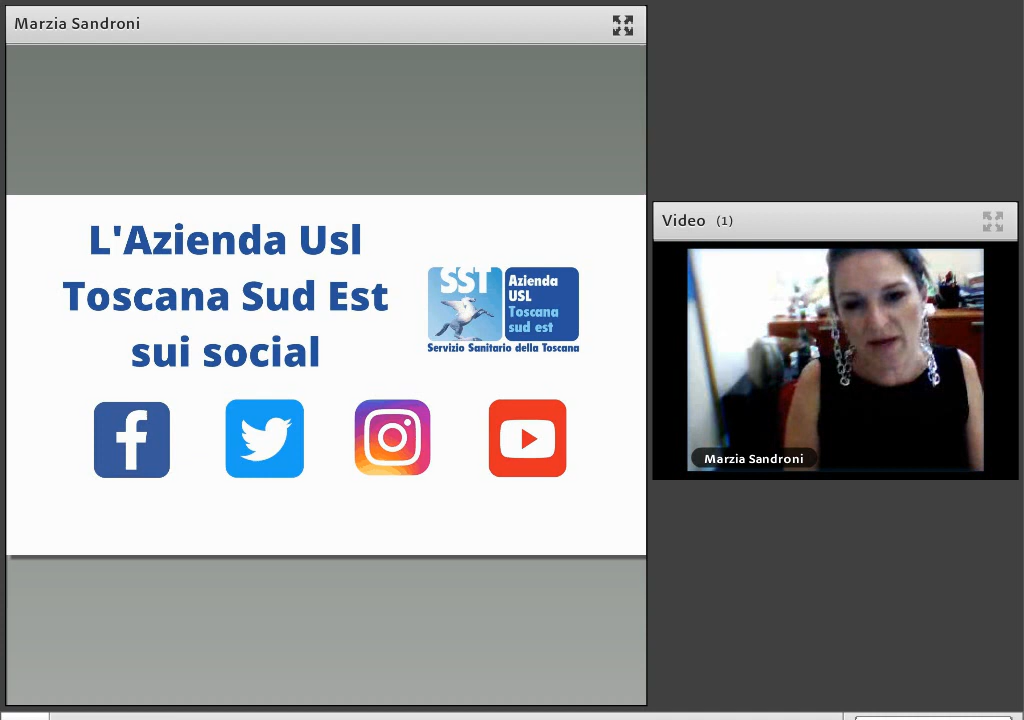 Marzia Sandroni
L'Azienda Usl
Toscana Sud Est
sui social
SST
Azienda
USL
Toscana
sud est
Servizio Sanitario della Toscana
Video (1)
Marzia Sandroni